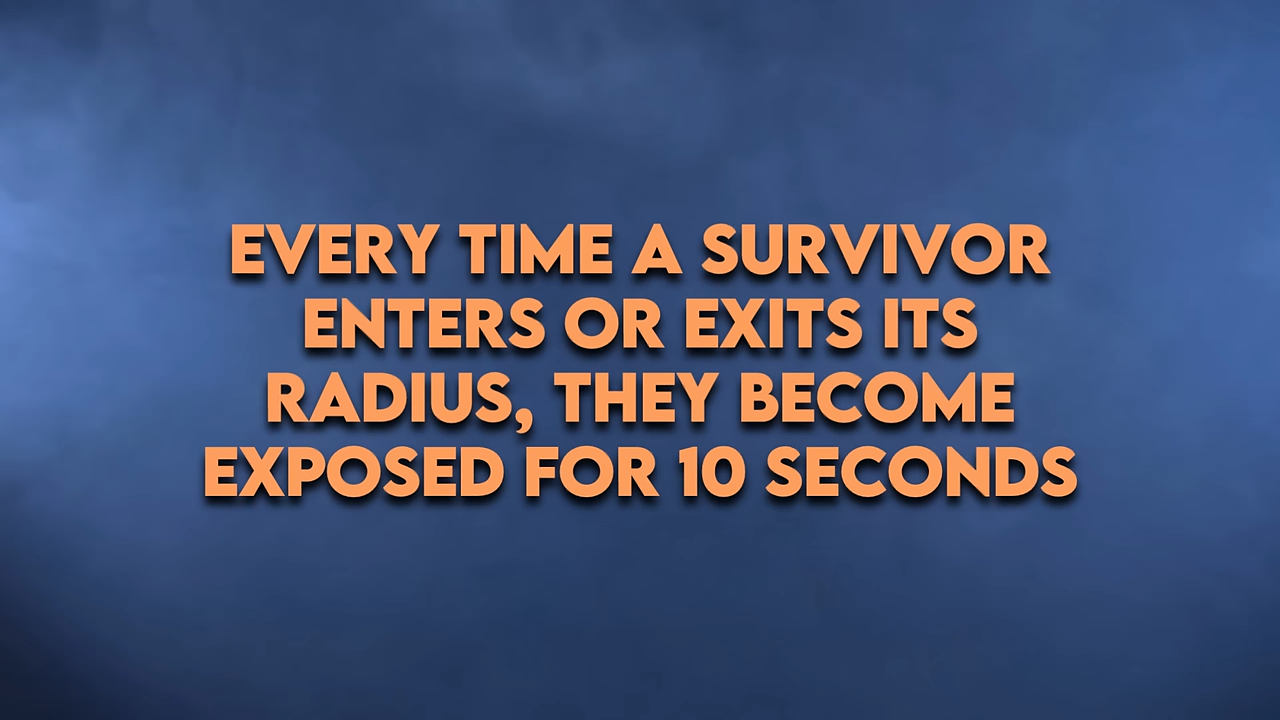 EVERY TIME A SURVIVOR
ENTERS OR EXITS ITS
RADIUS, THEY BECOME
EXPOSED FOR 10 SECONDS